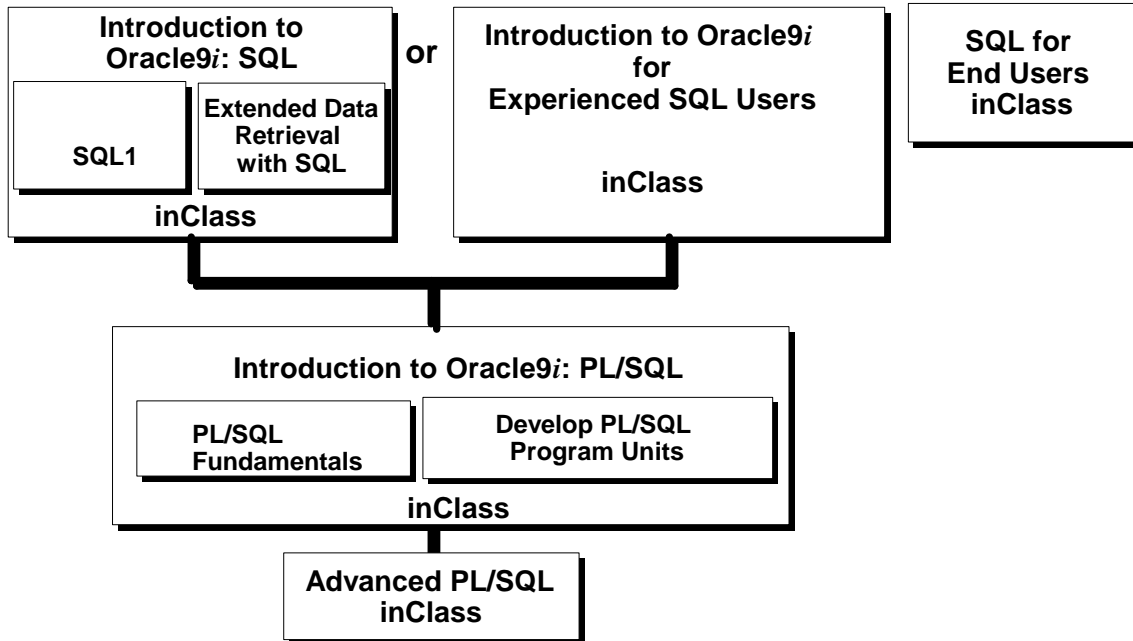 Introduction to
Oracle9i: SQL
SQL1
Extended Data
Retrieval
with SQL
inClass
or
Introduction to Oracle9i
for
Experienced SQL Users
inClass
SQL for
End Users
inClass
Introduction to Oracle9i: PL/SQL
PL/SQL
Fundamentals
Develop PL/SQL
Program Units
inClass
Advanced PL/SQL
inClass